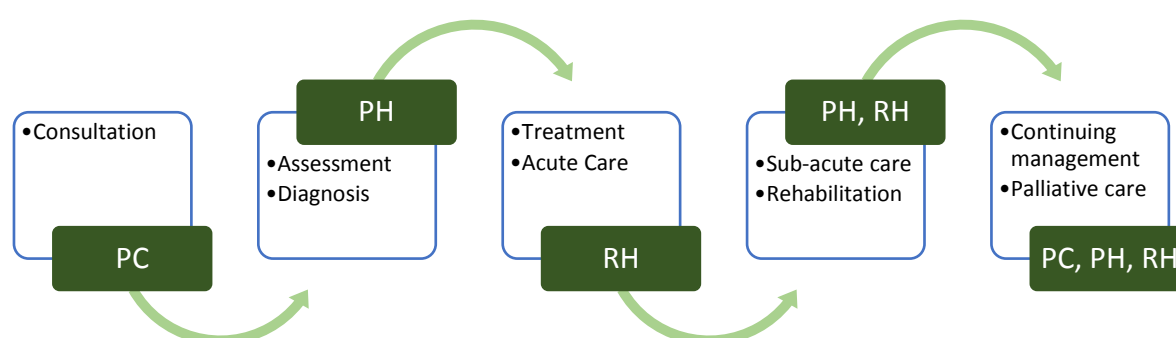 •Consultation
PC
PH
•Assessment
•Diagnosis
•Treatment
•Acute Care
RH
PH, RH
•Sub-acute care
•Rehabilitation
•Continuing
management
•Palliative care
PC, PH, RH